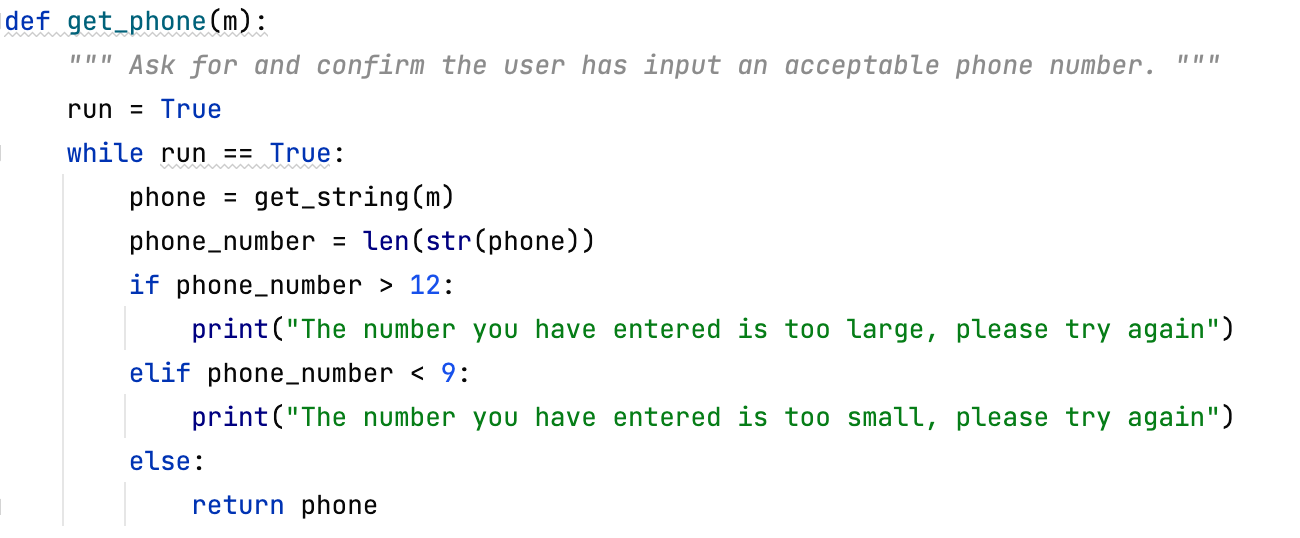 def get_phone(m):
    """ Ask for and confirm the user has input an acceptable phone number. """
    run = True
    while run == True:
        phone = get_string(m)
        phone_number = len(str(phone))
        if phone_number > 12:
            print("The number you have entered is too large, please try again")
        elif phone_number < 9:
            print("The number you have entered is too small, please try again")
        else:
            return phone